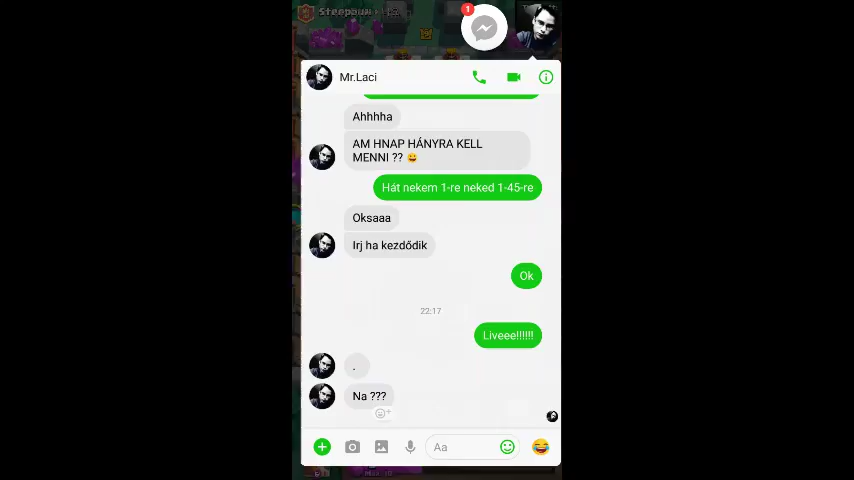 1
Mr.Laci
Ahhhha
AM HNAP HÁNYRA KELL
MENNI ?? 😀
Hát nekem 1-re neked 1-45-re
Oksaaa
Irj ha kezdődik
Ok
22:17
Liveee!!!!!!
.
Na ???
Aa